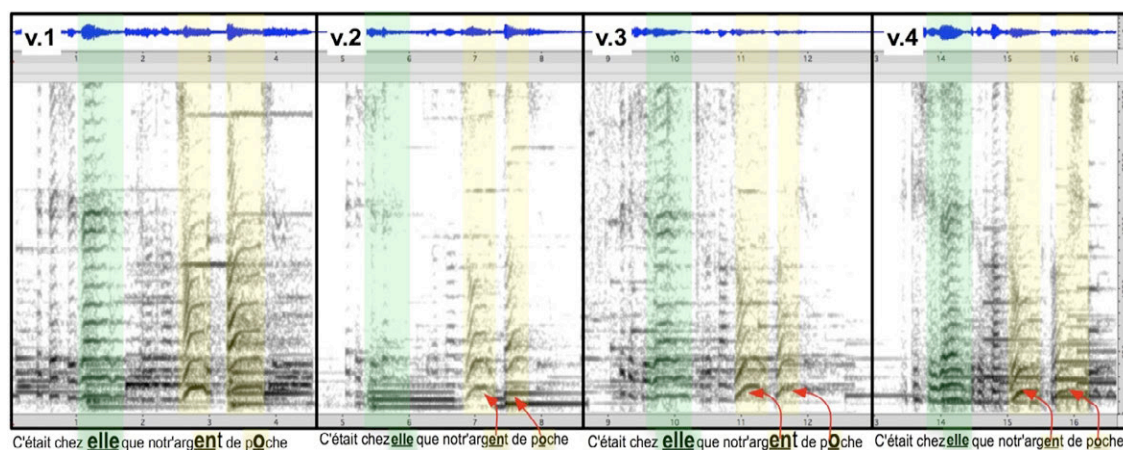 v.1 v.2 v.3 v.4
1 2 3 4 5 6 7 8 9 10 11 12 13 14 15 16
C'était chez elle que notr'argent de poche
C'était chez elle que notr'argent de poche
C'était chez elle que notr'argent de poche
C'était chez elle que notr'argent de poche